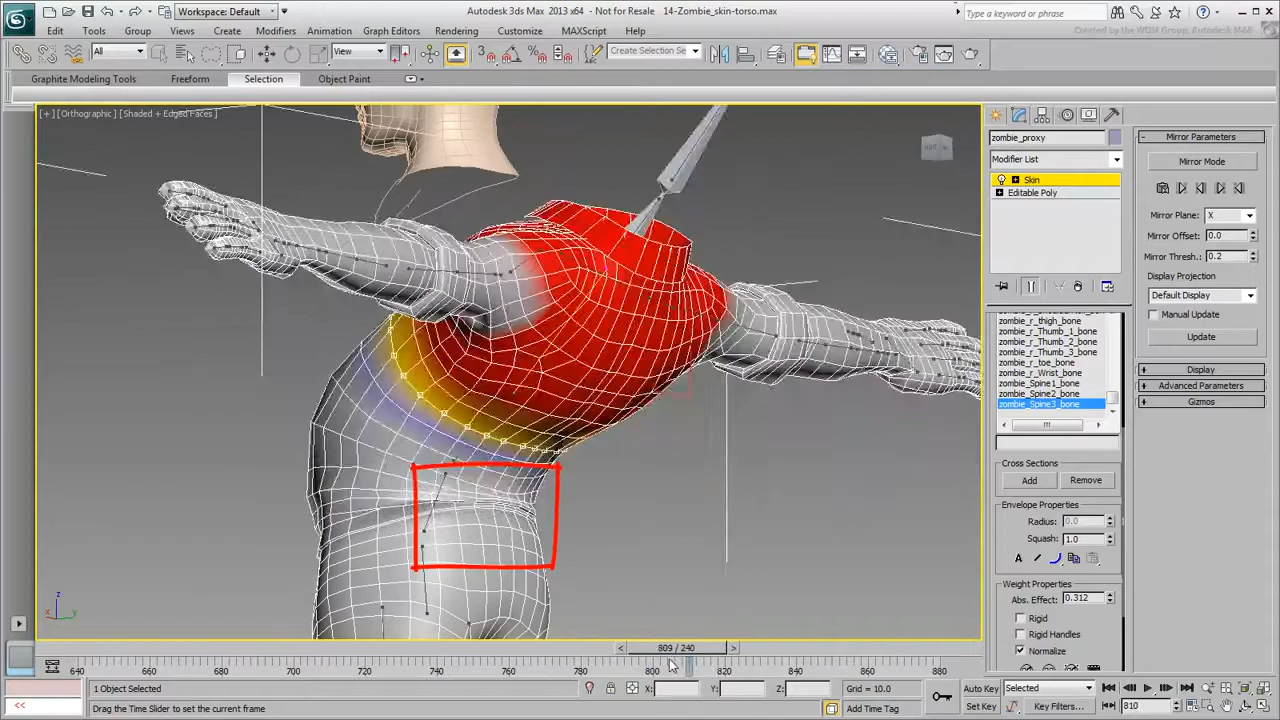 Workspace: Default
Autodesk 3ds Max 2013 x64 - Not for Resale 14-Zombie_skin-torso.max
Type a keyword or phrase
Edit Tools Group Views Create Modifiers Animation Graph Editors Rendering Customize MAXScript Help
All View Create Selection Se
Graphite Modeling Tools Freeform Selection Object Paint
[+] [Orthographic] [Shaded + Edged Faces]
zombie_proxy
Modifier List
Skin
Editable Poly
zombie_r_thigh_bone
zombie_r_Thumb_1_bone
zombie_r_Thumb_2_bone
zombie_r_Thumb_3_bone
zombie_r_toe_bone
zombie_r_Wrist_bone
zombie_Spine1_bone
zombie_Spine2_bone
zombie_Spine3_bone
Cross Sections
Add Remove
Envelope Properties
Radius: 0.0
Squash: 1.0
Weight Properties
Abs. Effect: 0.312
Rigid
Rigid Handles
Normalize
Mirror Parameters
Mirror Mode
Mirror Plane: X
Mirror Offset: 0.0
Mirror Thresh.: 0.2
Display Projection
Default Display
Manual Update
Update
Display
Advanced Parameters
Gizmos
809 / 240
640 660 680 700 720 740 760 780 800 820 840 860 880
1 Object Selected X: Y: Z: Grid = 10.0 Auto Key Selected
Drag the Time Slider to set the current frame Add Time Tag Set Key Key Filters... 810